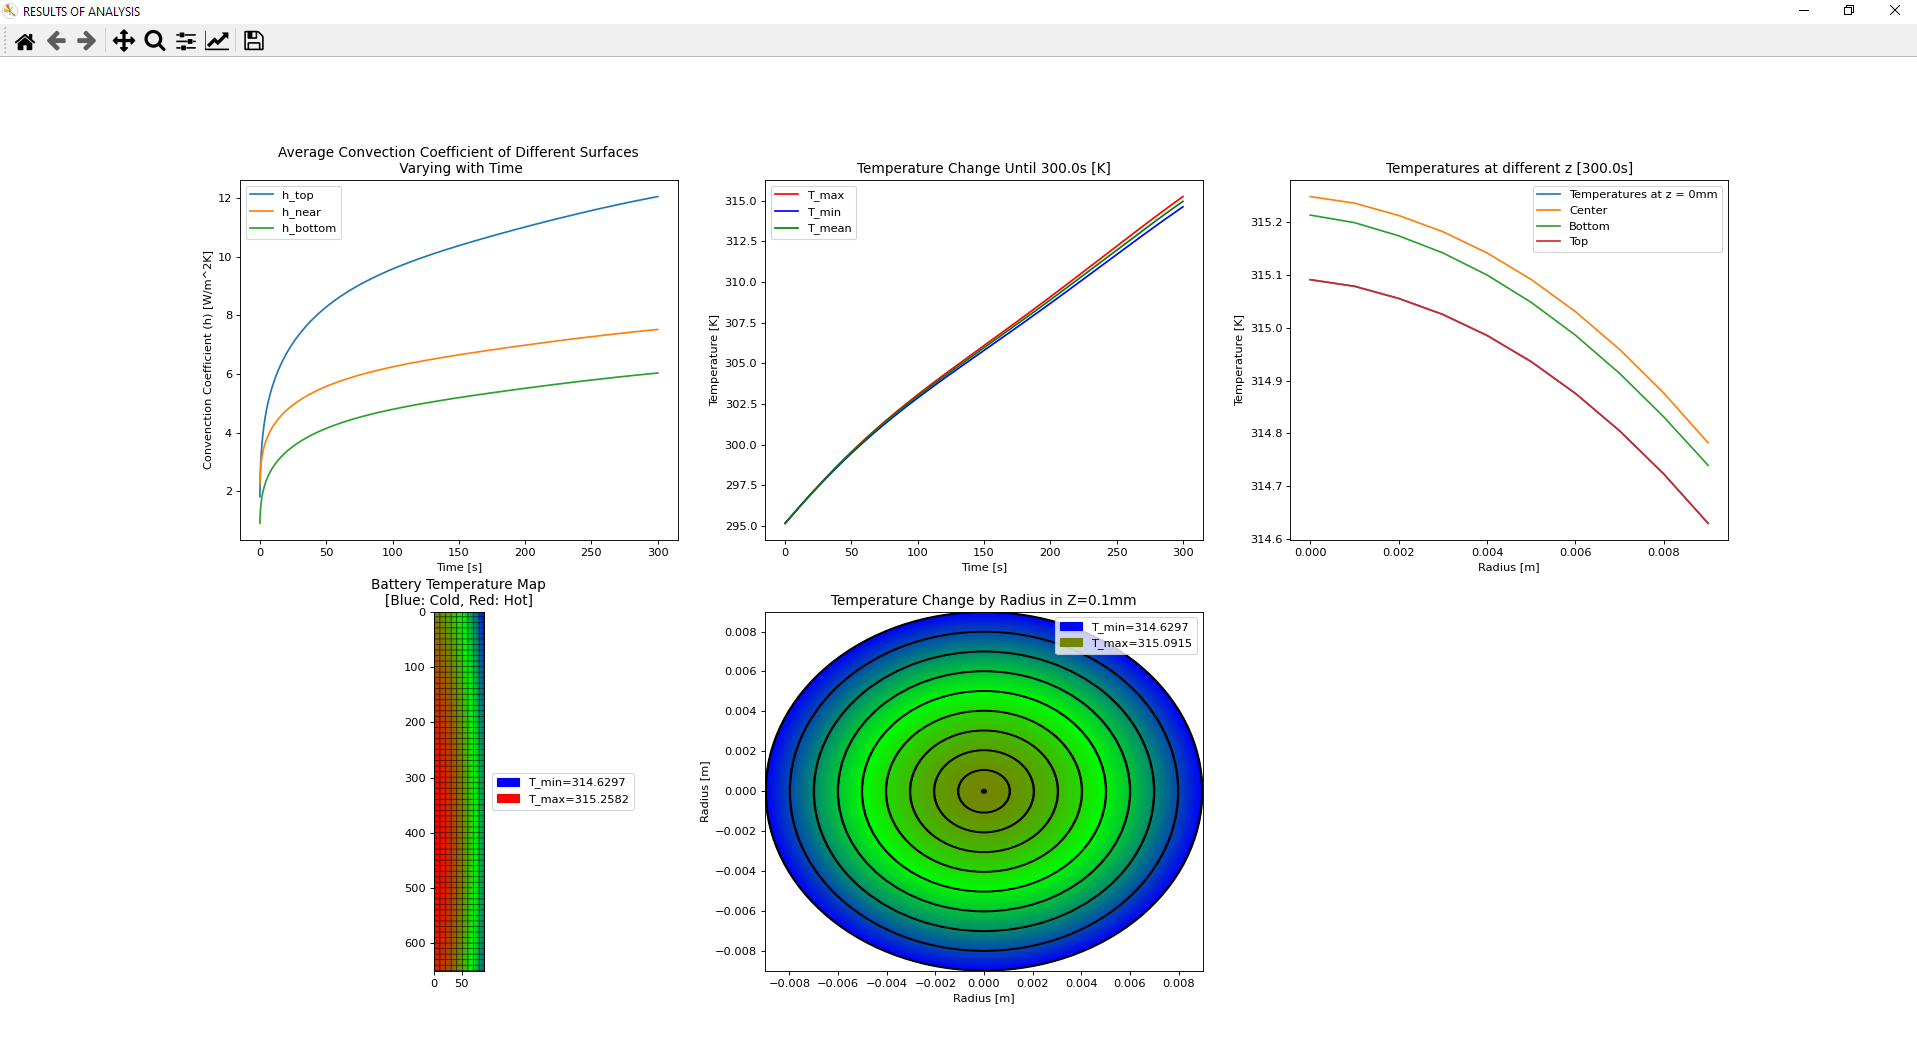 RESULTS OF ANALYSIS
Average Convection Coefficient of Different Surfaces
Varying with Time
h_top
h_near
h_bottom
12
10
8
6
4
2
Convenction Coefficient (h) [W/m^2K]
0 50 100 150 200 250 300
Time [s]
Temperature Change Until 300.0s [K]
T_max
T_min
T_mean
315.0
312.5
310.0
307.5
305.0
302.5
300.0
297.5
295.0
Temperature [K]
0 50 100 150 200 250 300
Time [s]
Temperatures at different z [300.0s]
Temperatures at z = 0mm
Center
Bottom
Top
315.2
315.1
315.0
314.9
314.8
314.7
314.6
Temperature [K]
0.000 0.002 0.004 0.006 0.008
Radius [m]
Battery Temperature Map
[Blue: Cold, Red: Hot]
0
100
200
300
400
500
600
0 50
T_min=314.6297
T_max=315.2582
Temperature Change by Radius in Z=0.1mm
T_min=314.6297
T_max=315.0915
0.008
0.006
0.004
0.002
0.000
−0.002
−0.004
−0.006
−0.008
Radius [m]
−0.008 −0.006 −0.004 −0.002 0.000 0.002 0.004 0.006 0.008
Radius [m]